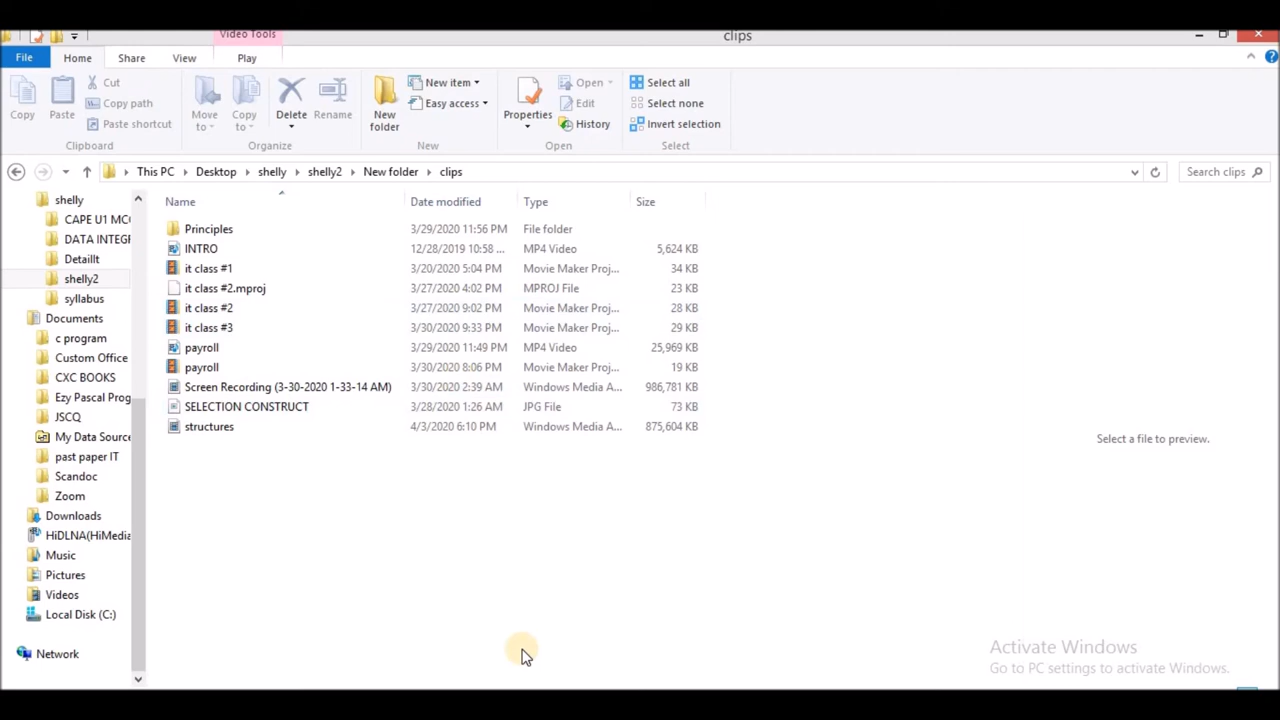 Video Tools
clips
File
Home
Share
View
Play
Copy
Paste
Cut
Copy path
Paste shortcut
Clipboard
Move to
Copy to
Delete
Rename
Organize
New folder
New item
Easy access
New
Properties
Open
Edit
History
Open
Select all
Select none
Invert selection
Select
This PC
Desktop
shelly
shelly2
New folder
clips
Search clips
shelly
CAPE U1 MC
DATA INTEGR
DetailIt
shelly2
syllabus
Documents
c program
Custom Office
CXC BOOKS
Ezy Pascal Prog
JSCQ
My Data Source
past paper IT
Scandoc
Zoom
Downloads
HiDLNA(HiMedia
Music
Pictures
Videos
Local Disk (C:)
Network
Name Date modified Type Size
Principles 3/29/2020 11:56 PM File folder
INTRO 12/28/2019 10:58 ... MP4 Video 5,624 KB
it class #1 3/20/2020 5:04 PM Movie Maker Proj... 34 KB
it class #2.mproj 3/27/2020 4:02 PM MPROJ File 23 KB
it class #2 3/27/2020 9:02 PM Movie Maker Proj... 28 KB
it class #3 3/30/2020 9:33 PM Movie Maker Proj... 29 KB
payroll 3/29/2020 11:49 PM MP4 Video 25,969 KB
payroll 3/30/2020 8:06 PM Movie Maker Proj... 19 KB
Screen Recording (3-30-2020 1-33-14 AM) 3/30/2020 2:39 AM Windows Media A... 986,781 KB
SELECTION CONSTRUCT 3/28/2020 1:26 AM JPG File 73 KB
structures 4/3/2020 6:10 PM Windows Media A... 875,604 KB
Select a file to preview.
Activate Windows
Go to PC settings to activate Windows.